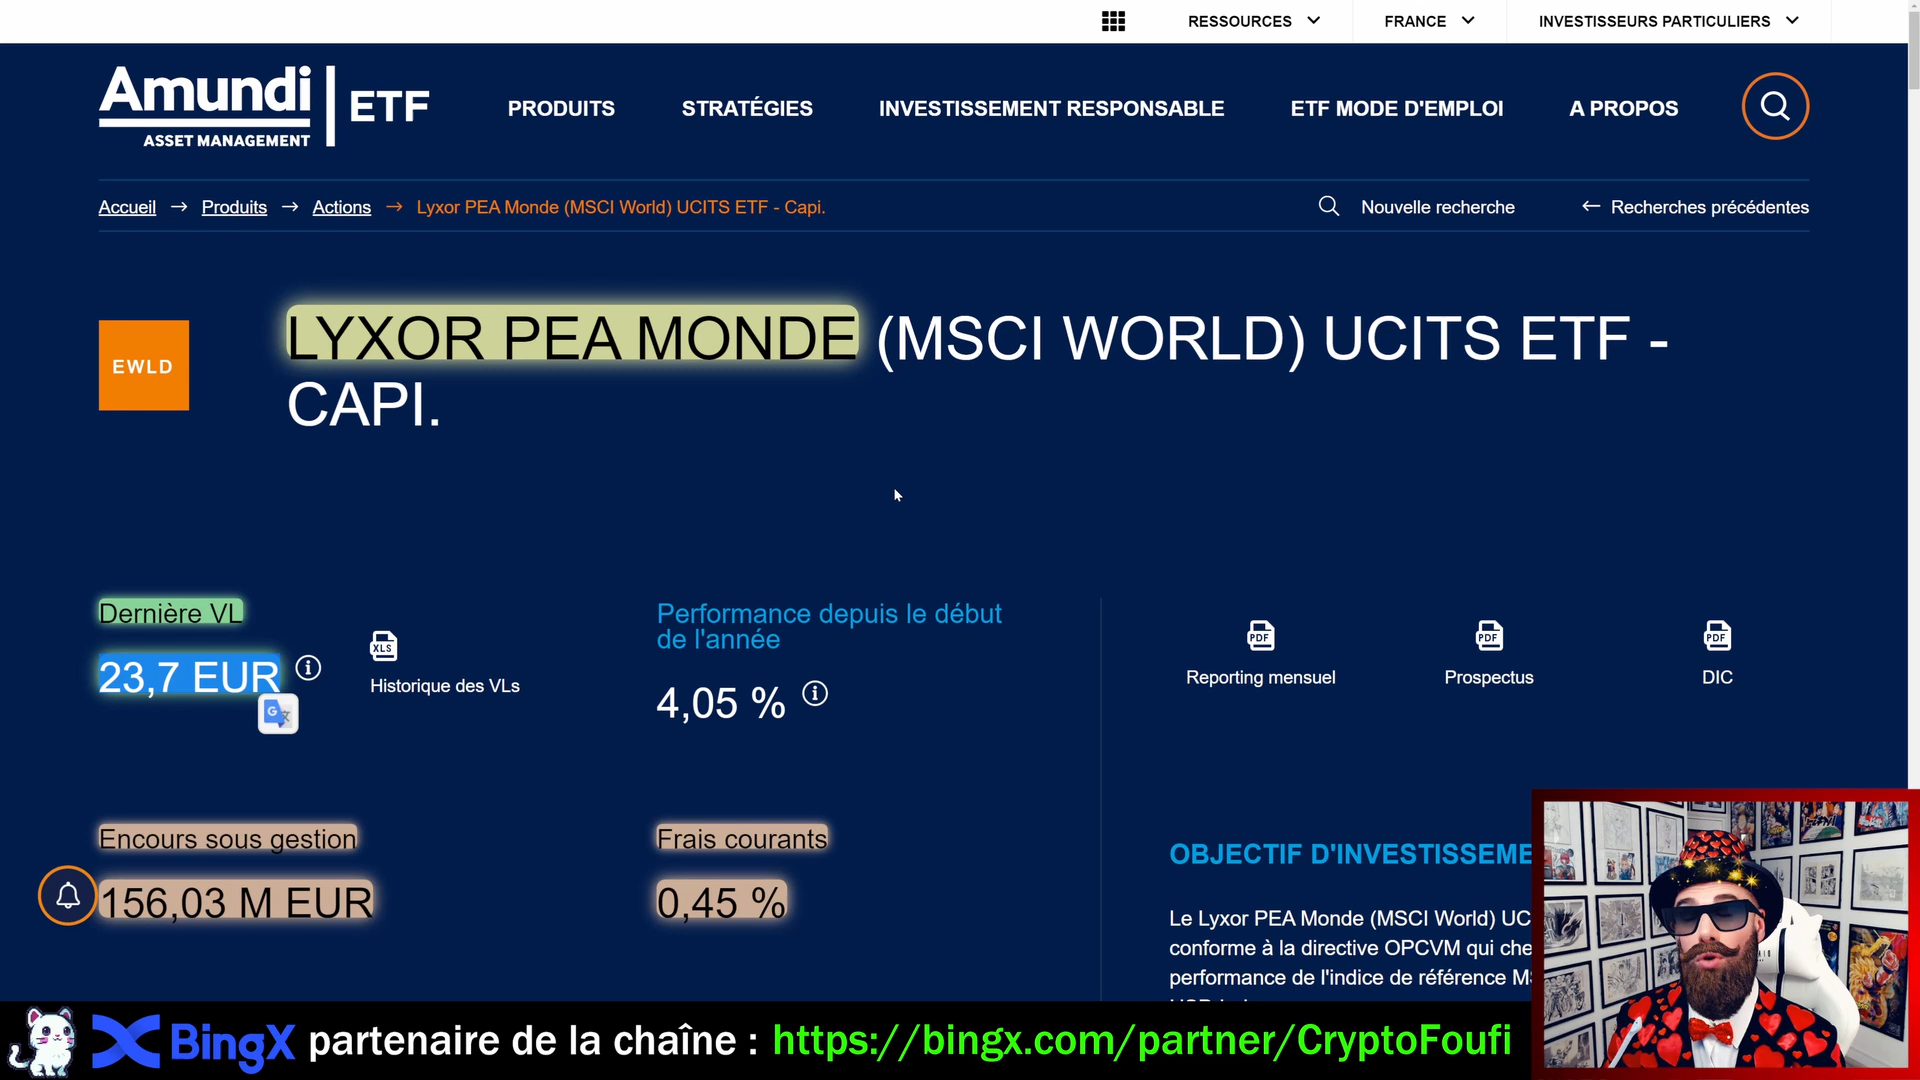 RESSOURCES
FRANCE
INVESTISSEURS PARTICULIERS
Amundi
ASSET MANAGEMENT
ETF
PRODUITS
STRATÉGIES
INVESTISSEMENT RESPONSABLE
ETF MODE D'EMPLOI
A PROPOS
Accueil → Produits → Actions → Lyxor PEA Monde (MSCI World) UCITS ETF - Capi.
Nouvelle recherche
← Recherches précédentes
EWLD
LYXOR PEA MONDE (MSCI WORLD) UCITS ETF -
CAPI.
Dernière VL
23,7 EUR
XLS
Historique des VLs
Performance depuis le début
de l'année
4,05 %
PDF
Reporting mensuel
PDF
Prospectus
PDF
DIC
Encours sous gestion
156,03 M EUR
Frais courants
0,45 %
OBJECTIF D'INVESTISSEME
Le Lyxor PEA Monde (MSCI World) UC
conforme à la directive OPCVM qui che
performance de l'indice de référence M
BingX partenaire de la chaîne : https://bingx.com/partner/CryptoFoufi